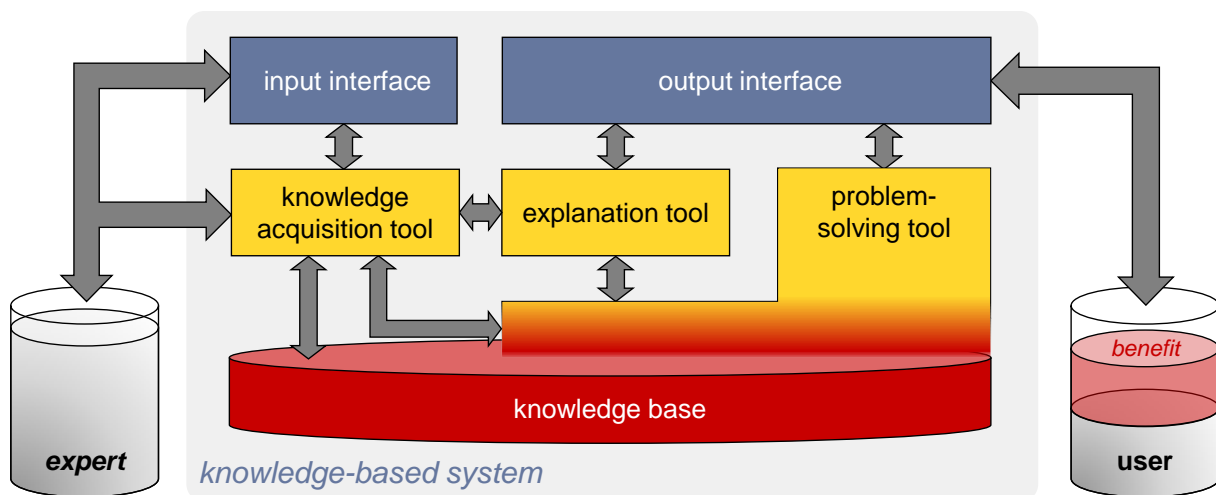 input interface
output interface
knowledge
acquisition tool
explanation tool
problem-
solving tool
benefit
knowledge base
expert
user
knowledge-based system